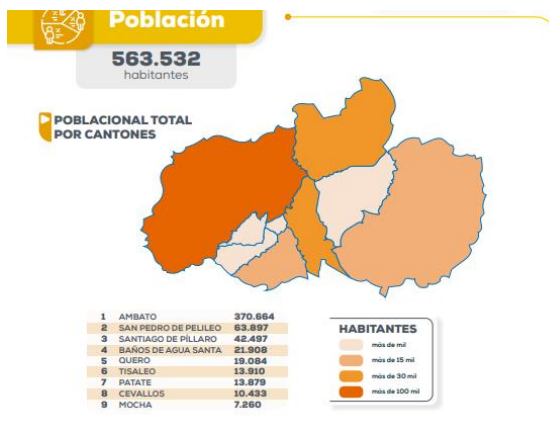 Población
563.532
habitantes
POBLACIONAL TOTAL
POR CANTONES
1 AMBATO 370.664
2 SAN PEDRO DE PELILEO 63.897
3 SANTIAGO DE PÍLLARO 42.497
4 BAÑOS DE AGUA SANTA 21.908
5 QUERO 19.084
6 TISALEO 13.910
7 PATATE 13.879
8 CEVALLOS 10.433
9 MOCHA 7.260
HABITANTES
más de mil
más de 15 mil
más de 30 mil
más de 100 mil